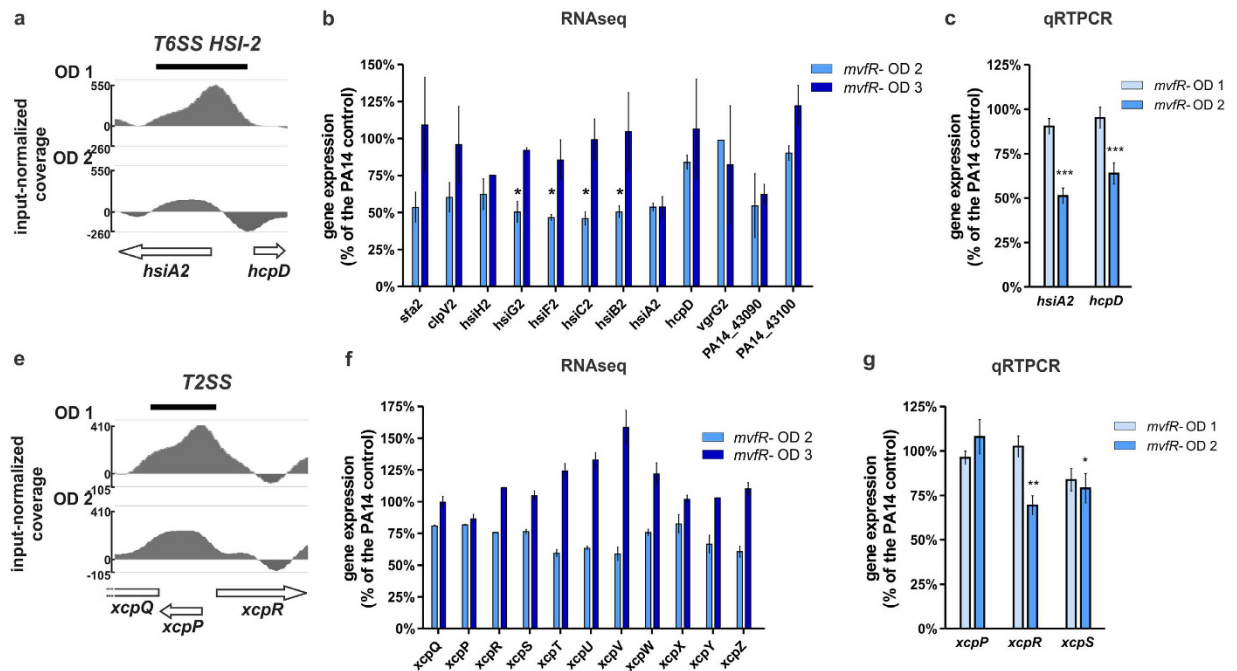 a
T6SS HSI-2
OD 1
550
0
-260
OD 2
550
0
-260
input-normalized
coverage
hsiA2
hcpD
b
RNAseq
mvfR- OD 2
mvfR- OD 3
gene expression
(% of the PA14 control)
150%
125%
100%
75%
50%
25%
0%
* * * *
sfa2
clpV2
hsiH2
hsiG2
hsiF2
hsiC2
hsiB2
hsiA2
hcpD
vgrG2
PA14_43090
PA14_43100
c
qRTPCR
mvfR- OD 1
mvfR- OD 2
gene expression
(% of the PA14 control)
125%
100%
75%
50%
25%
0%
***
***
hsiA2
hcpD
e
T2SS
OD 1
410
0
-105
OD 2
410
0
-105
input-normalized
coverage
xcpQ
xcpP
xcpR
f
RNAseq
mvfR- OD 2
mvfR- OD 3
gene expression
(% of the PA14 control)
175%
150%
125%
100%
75%
50%
25%
0%
xcpQ
xcpP
xcpR
xcpS
xcpT
xcpU
xcpV
xcpW
xcpX
xcpY
xcpZ
g
qRTPCR
mvfR- OD 1
mvfR- OD 2
gene expression
(% of the PA14 control)
125%
100%
75%
50%
25%
0%
**
*
xcpP
xcpR
xcpS